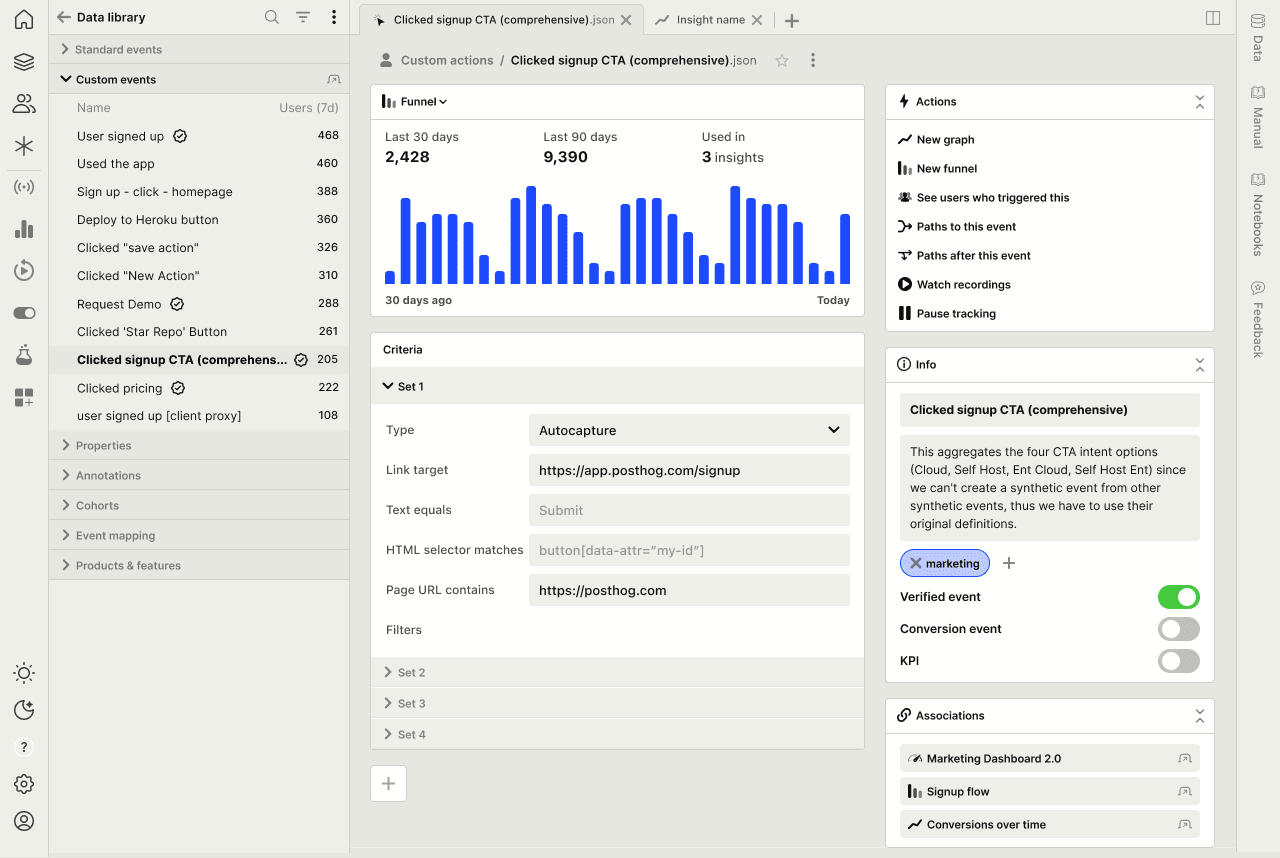 Data library
Standard events
Custom events
Name Users (7d)
User signed up 468
Used the app 460
Sign up - click - homepage 388
Deploy to Heroku button 360
Clicked "save action" 326
Clicked "New Action" 310
Request Demo 288
Clicked 'Star Repo' Button 261
Clicked signup CTA (comprehens... 205
Clicked pricing 222
user signed up [client proxy] 108
Properties
Annotations
Cohorts
Event mapping
Products & features
?
Clicked signup CTA (comprehensive).json
Insight name
Custom actions / Clicked signup CTA (comprehensive).json
Funnel
Last 30 days Last 90 days Used in
2,428 9,390 3 insights
30 days ago Today
Criteria
Set 1
Type Autocapture
Link target https://app.posthog.com/signup
Text equals Submit
HTML selector matches button[data-attr="my-id"]
Page URL contains https://posthog.com
Filters
Set 2
Set 3
Set 4
Actions
New graph
New funnel
See users who triggered this
Paths to this event
Paths after this event
Watch recordings
Pause tracking
Info
Clicked signup CTA (comprehensive)
This aggregates the four CTA intent options
(Cloud, Self Host, Ent Cloud, Self Host Ent) since
we can't create a synthetic event from other
synthetic events, thus we have to use their
original definitions.
marketing
Verified event
Conversion event
KPI
Associations
Marketing Dashboard 2.0
Signup flow
Conversions over time
Data
Manual
Notebooks
Feedback